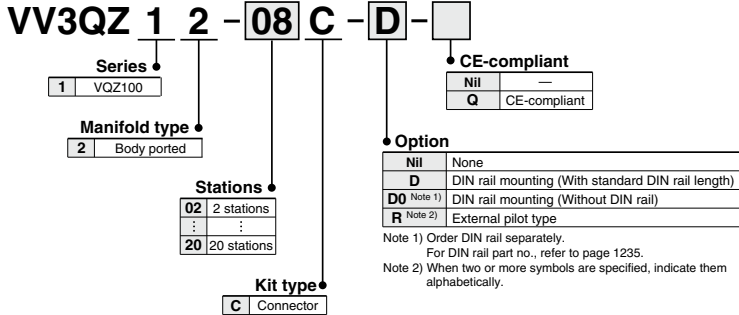 VV3QZ 1 2 - 08 C - D -
CE-compliant
Nil —
Q CE-compliant
Series
1 VQZ100
Manifold type
2 Body ported
Option
Nil None
D DIN rail mounting (With standard DIN rail length)
D0 Note 1) DIN rail mounting (Without DIN rail)
R Note 2) External pilot type
Note 1) Order DIN rail separately.
For DIN rail part no., refer to page 1235.
Note 2) When two or more symbols are specified, indicate them
alphabetically.
Stations
02 2 stations
⋮ ⋮
20 20 stations
Kit type
C Connector